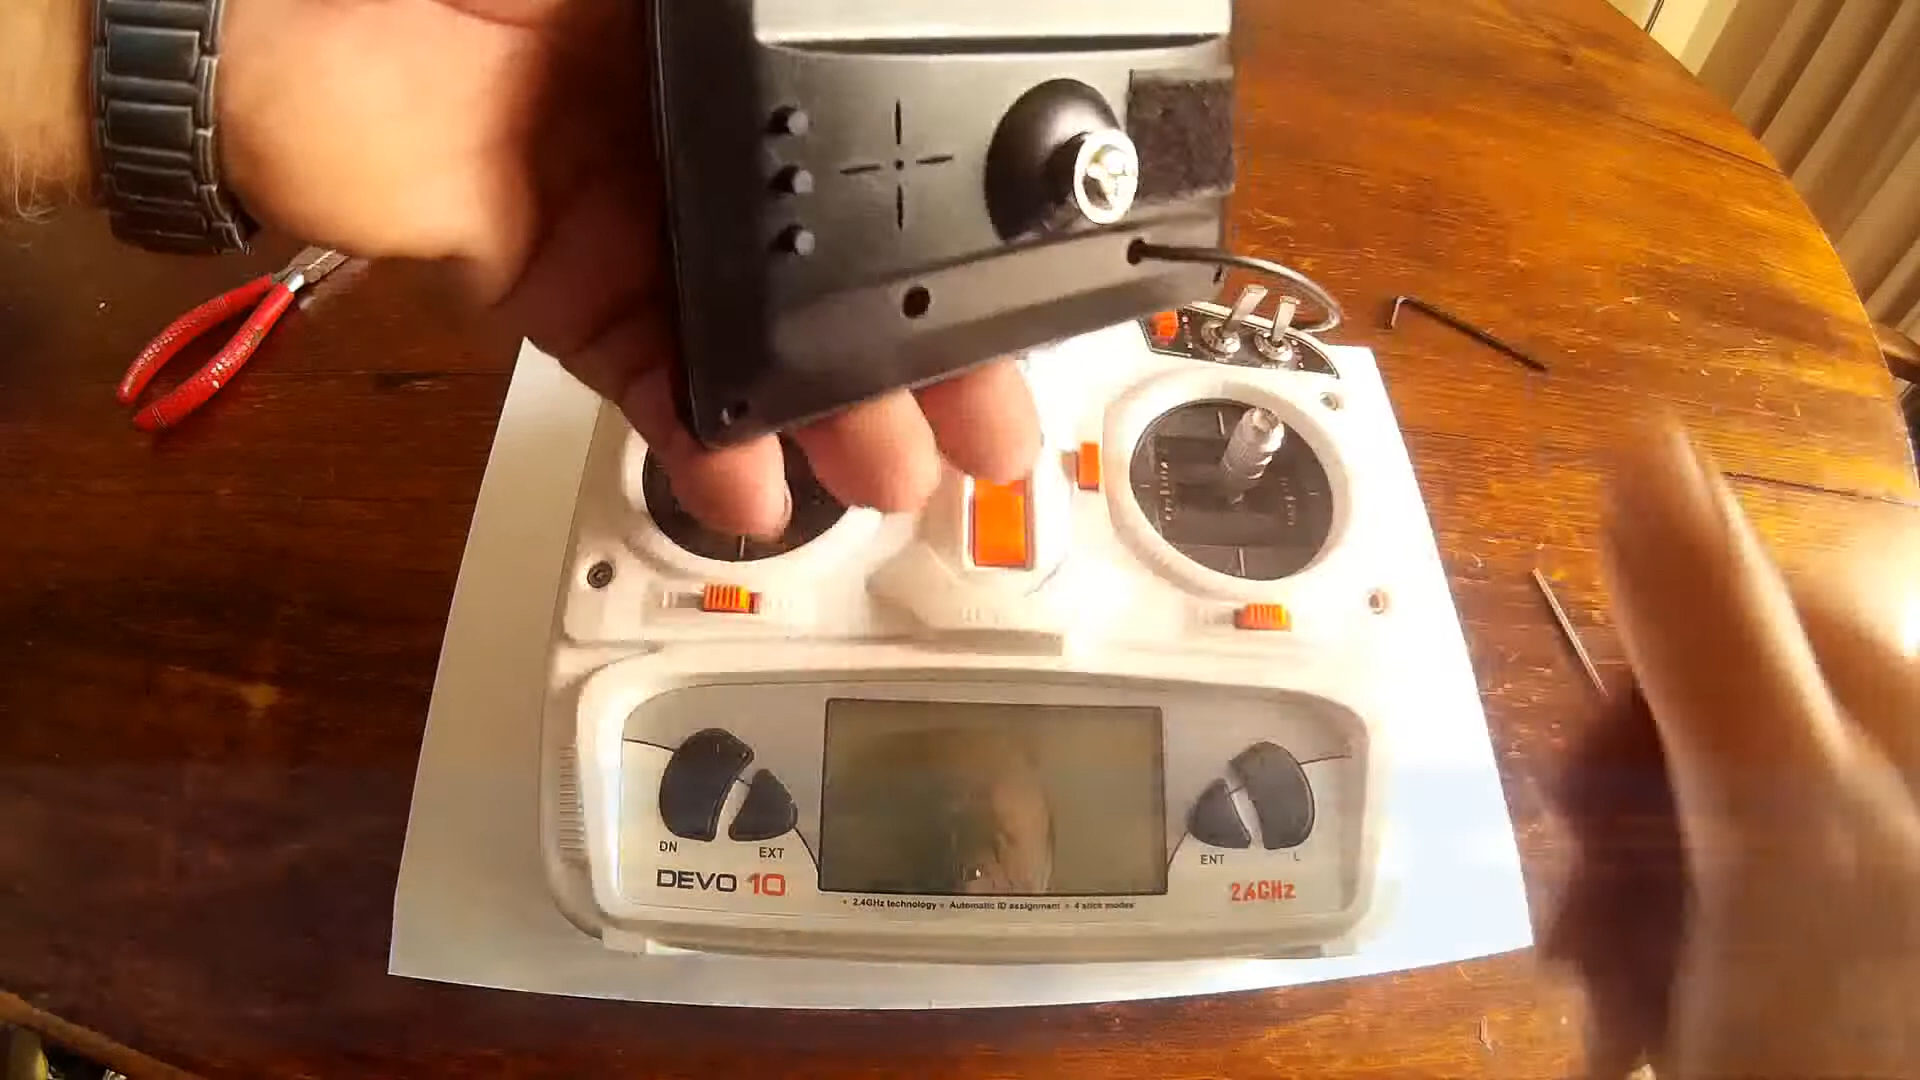 DN
EXT
ENT
L
DEVO 10
2.4GHz
• 2.4GHz technology • Automatic ID assignment • 4 stick modes